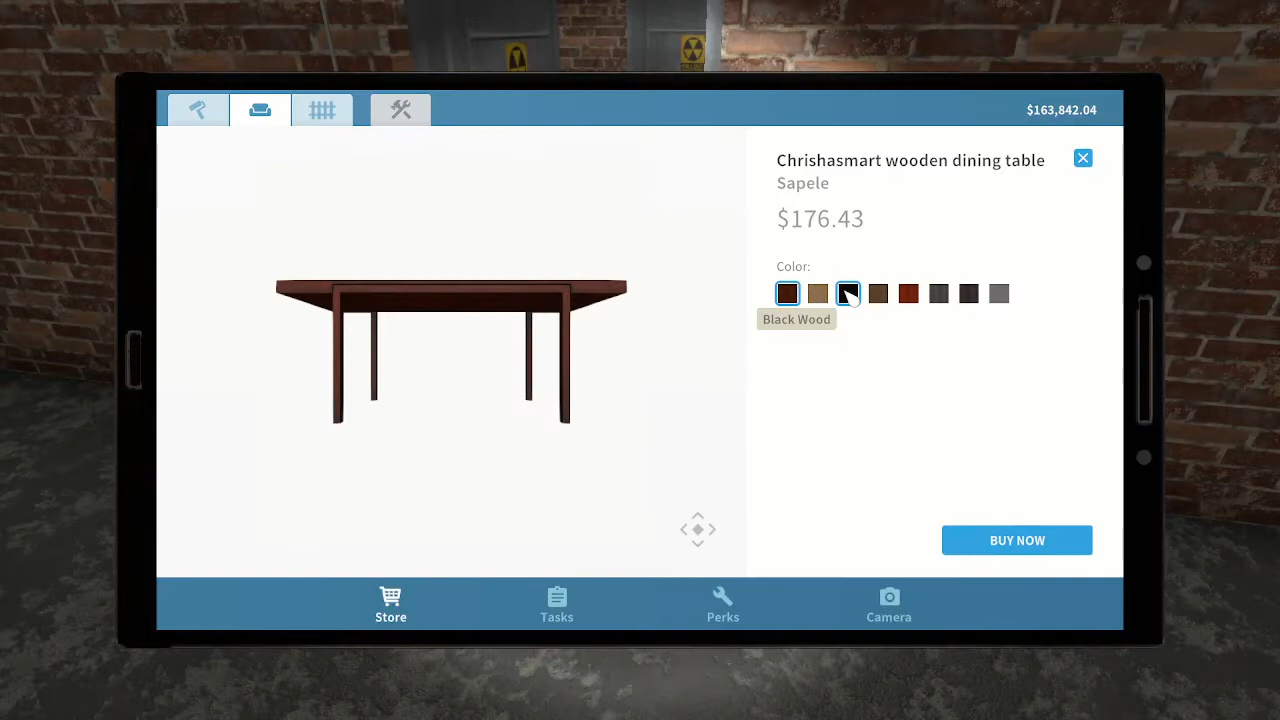 $163,842.04
Chrishasmart wooden dining table
Sapele
$176.43
Color:
Black Wood
BUY NOW
Store
Tasks
Perks
Camera